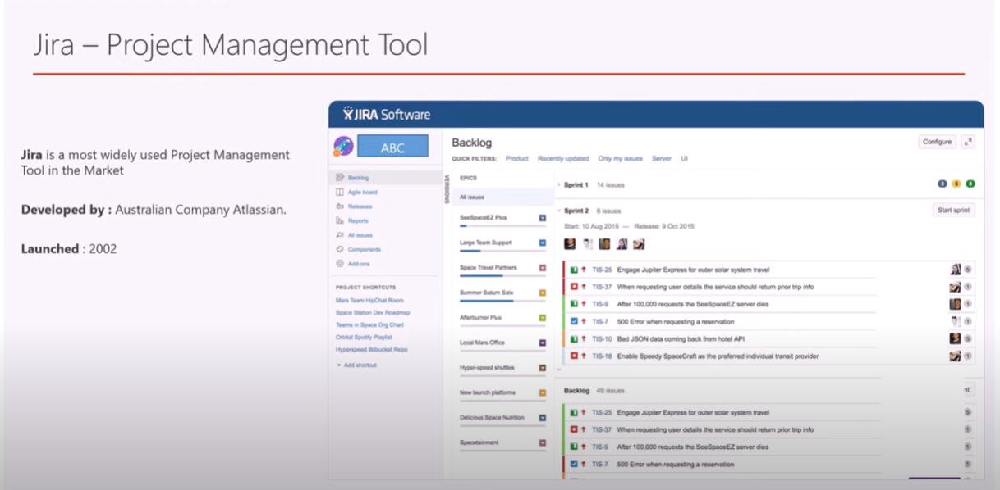 Jira – Project Management Tool
Jira is a most widely used Project Management
Tool in the Market
Developed by : Australian Company Atlassian.
Launched : 2002
JIRA Software
ABC
Backlog
Agile board
Releases
Reports
All issues
Components
Add-ons
PROJECT SHORTCUTS
Mars Team HipChat Room
Space Station Dev Roadmap
Teams in Space Org Chart
Orbital Spotify Playlist
Hyperspeed Bitbucket Repo
+ Add shortcut
Backlog
Configure
QUICK FILTERS: Product Recently updated Only my issues Server UI
VERSIONS
EPICS
All issues
SeeSpaceEZ Plus
Large Team Support
Space Travel Partners
Summer Saturn Sale
Afterburner Plus
Local Mars Office
Hyper-speed shuttles
New launch platforms
Delicious Space Nutrition
Spacetainment
Sprint 1 14 issues
Sprint 2 6 issues
Start sprint
Start: 10 Aug 2015 — Release: 9 Oct 2015
TIS-25 Engage Jupiter Express for outer solar system travel 5
TIS-37 When requesting user details the service should return prior trip info 1
TIS-9 After 100,000 requests the SeeSpaceEZ server dies 1
TIS-7 500 Error when requesting a reservation 1
TIS-10 Bad JSON data coming back from hotel API 5
TIS-18 Enable Speedy SpaceCraft as the preferred individual transit provider 1
Backlog 49 issues
nt
TIS-25 Engage Jupiter Express for outer solar system travel 5
TIS-37 When requesting user details the service should return prior trip info 1
TIS-9 After 100,000 requests the SeeSpaceEZ server dies
TIS-7 500 Error when requesting a reservation